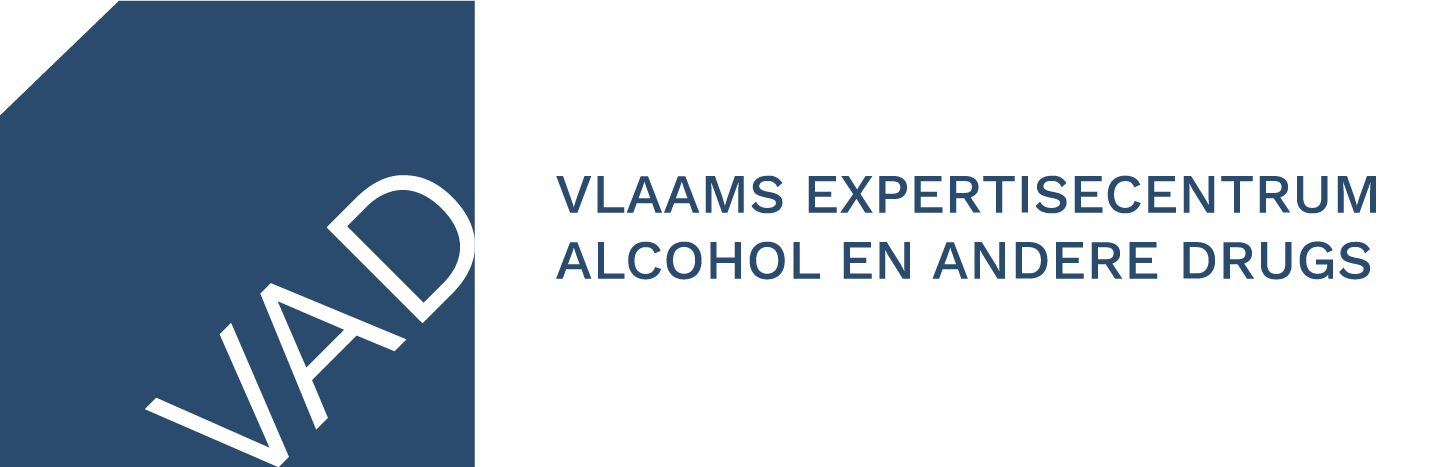 VAD
VLAAMS EXPERTISECENTRUM
ALCOHOL EN ANDERE DRUGS